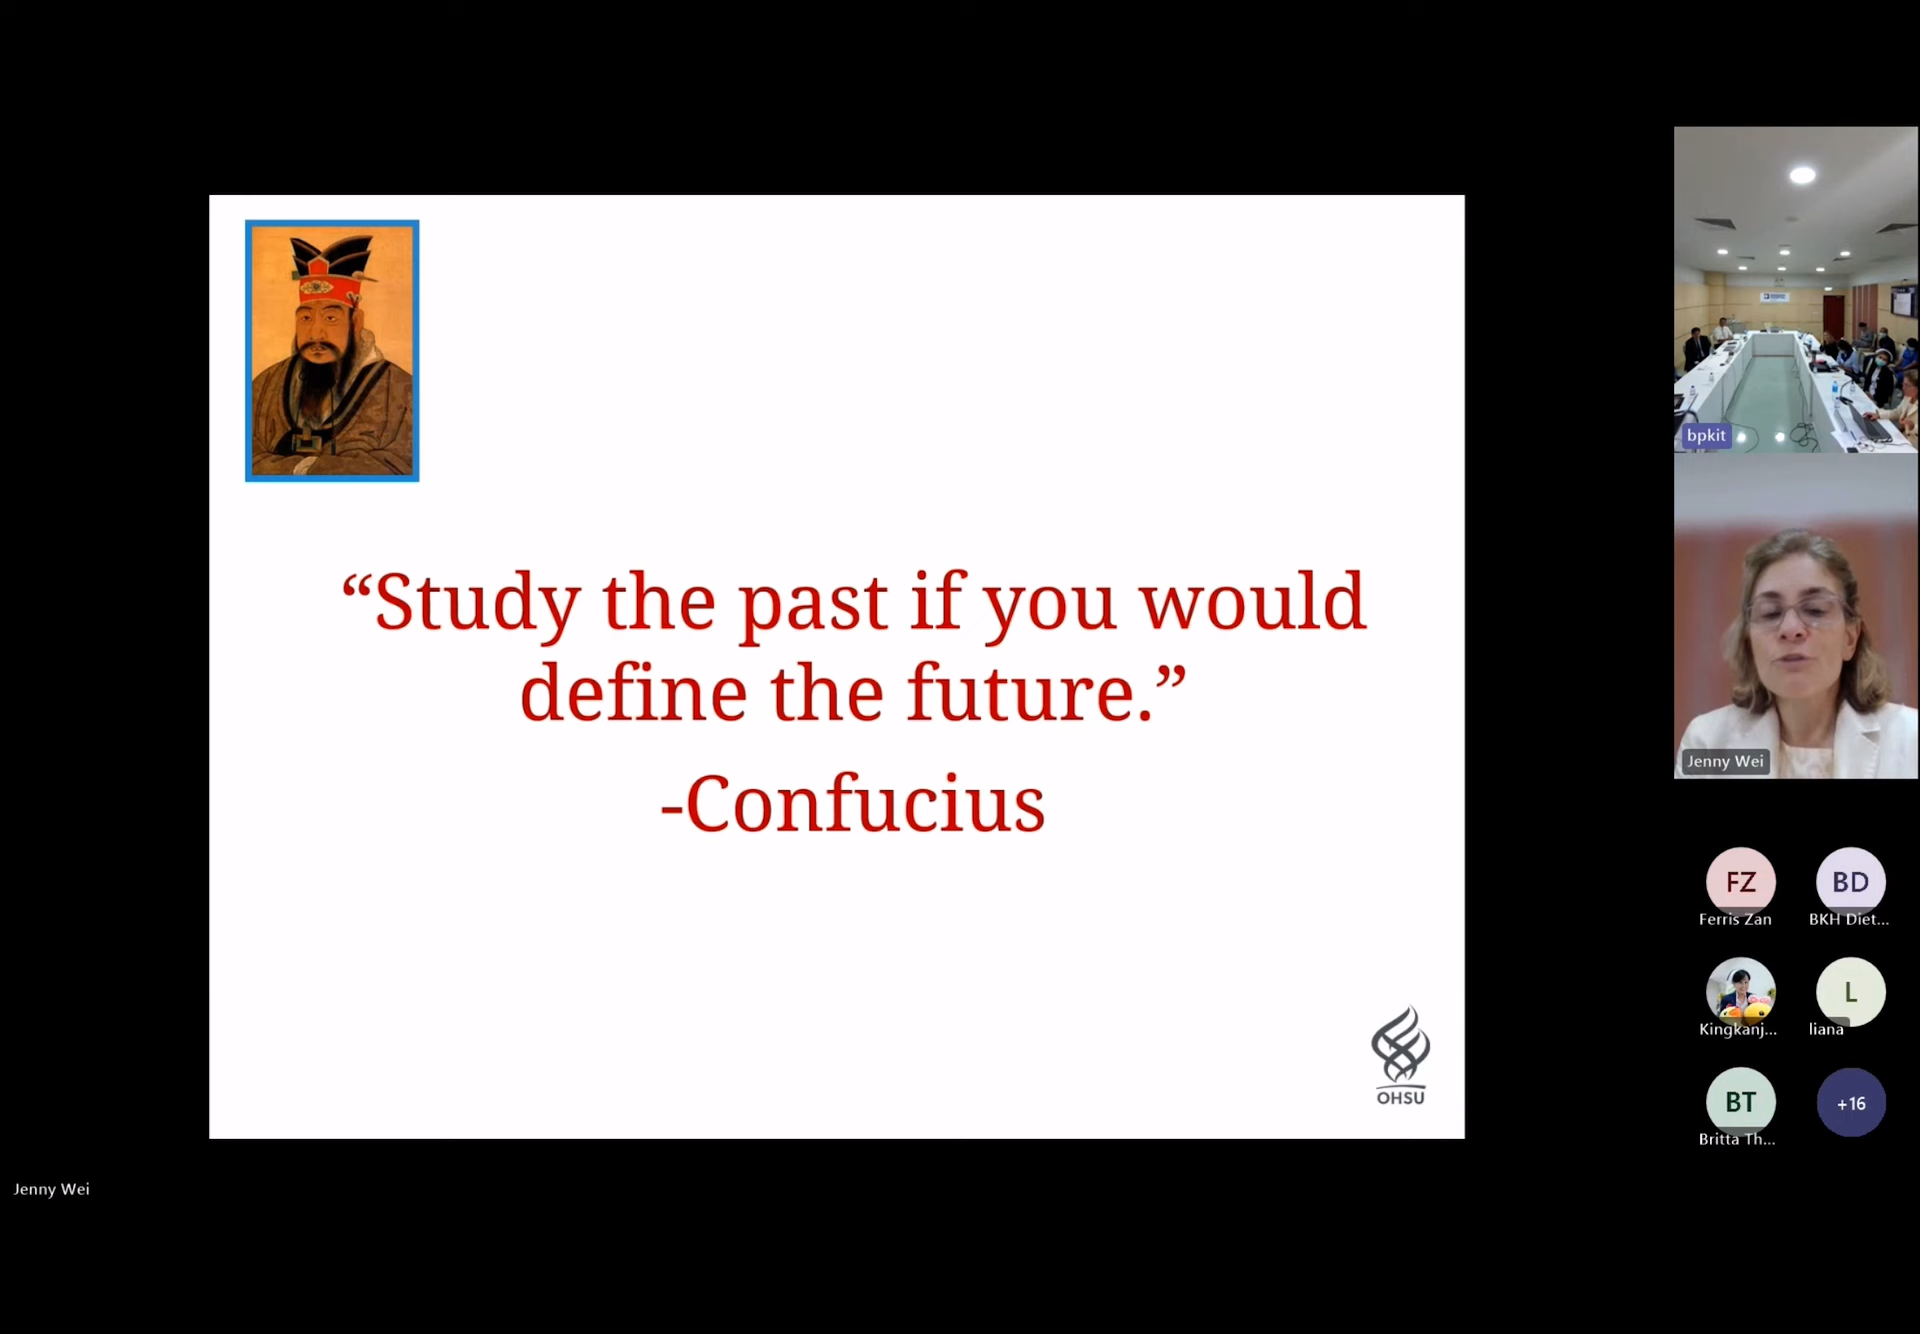 “Study the past if you would
define the future.”
-Confucius
OHSU
bpkit
Jenny Wei
FZ
Ferris Zan
BD
BKH Diet...
Kingkanj...
L
liana
BT
Britta Th...
+16
Jenny Wei